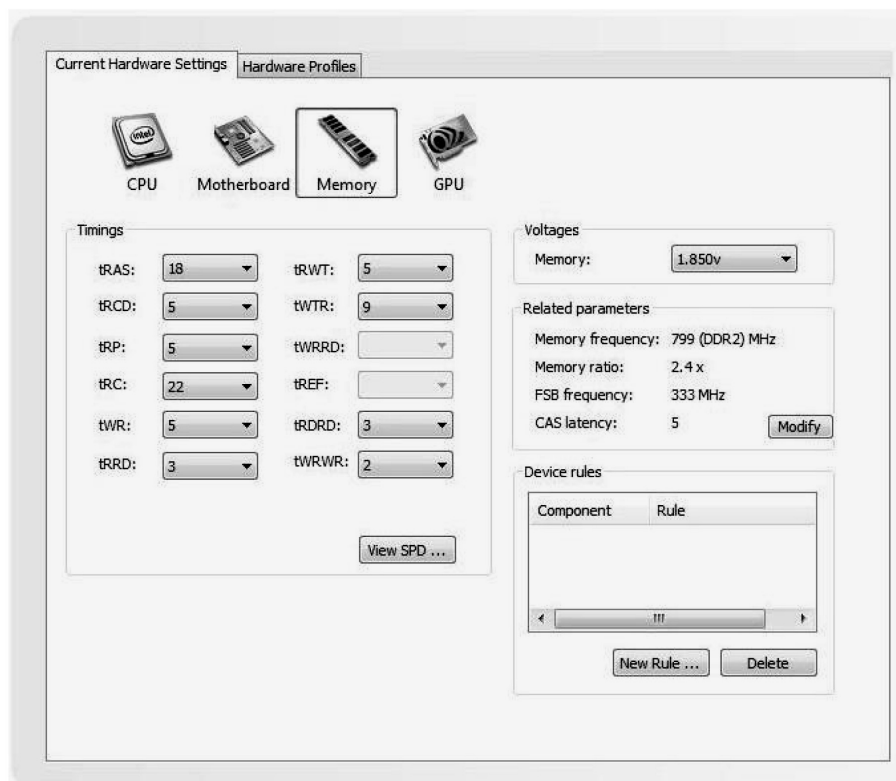 Current Hardware Settings
Hardware Profiles
intel
CPU
Motherboard
Memory
GPU
Timings
tRAS: 18
tRCD: 5
tRP: 5
tRC: 22
tWR: 5
tRRD: 3
tRWT: 5
tWTR: 9
tWRRD:
tREF:
tRDRD: 3
tWRWR: 2
View SPD ...
Voltages
Memory: 1.850v
Related parameters
Memory frequency: 799 (DDR2) MHz
Memory ratio: 2.4 x
FSB frequency: 333 MHz
CAS latency: 5
Modify
Device rules
Component Rule
New Rule ...
Delete